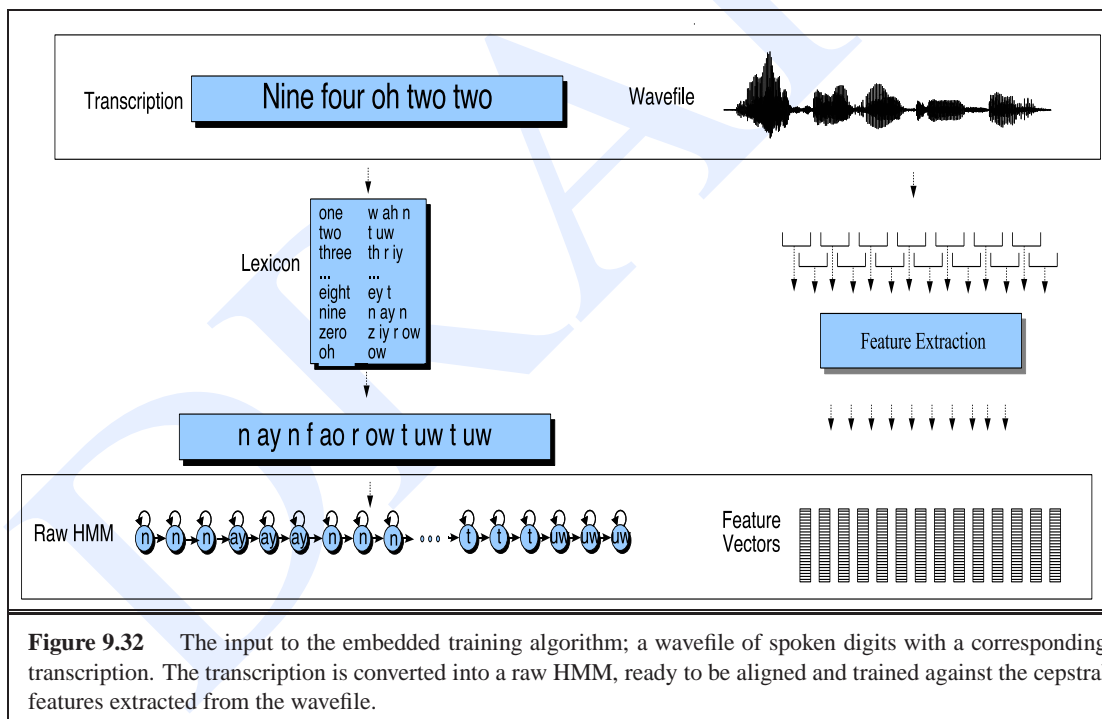 Transcription
Nine four oh two two
Wavefile
Lexicon
one w ah n
two t uw
three th r iy
... ...
eight ey t
nine n ay n
zero z iy r ow
oh ow
Feature Extraction
n ay n f ao r ow t uw t uw
Raw HMM
n n n ay ay ay n n n t t t uw uw uw
Feature
Vectors
Figure 9.32 The input to the embedded training algorithm; a wavefile of spoken digits with a corresponding
transcription. The transcription is converted into a raw HMM, ready to be aligned and trained against the cepstral
features extracted from the wavefile.
DRA